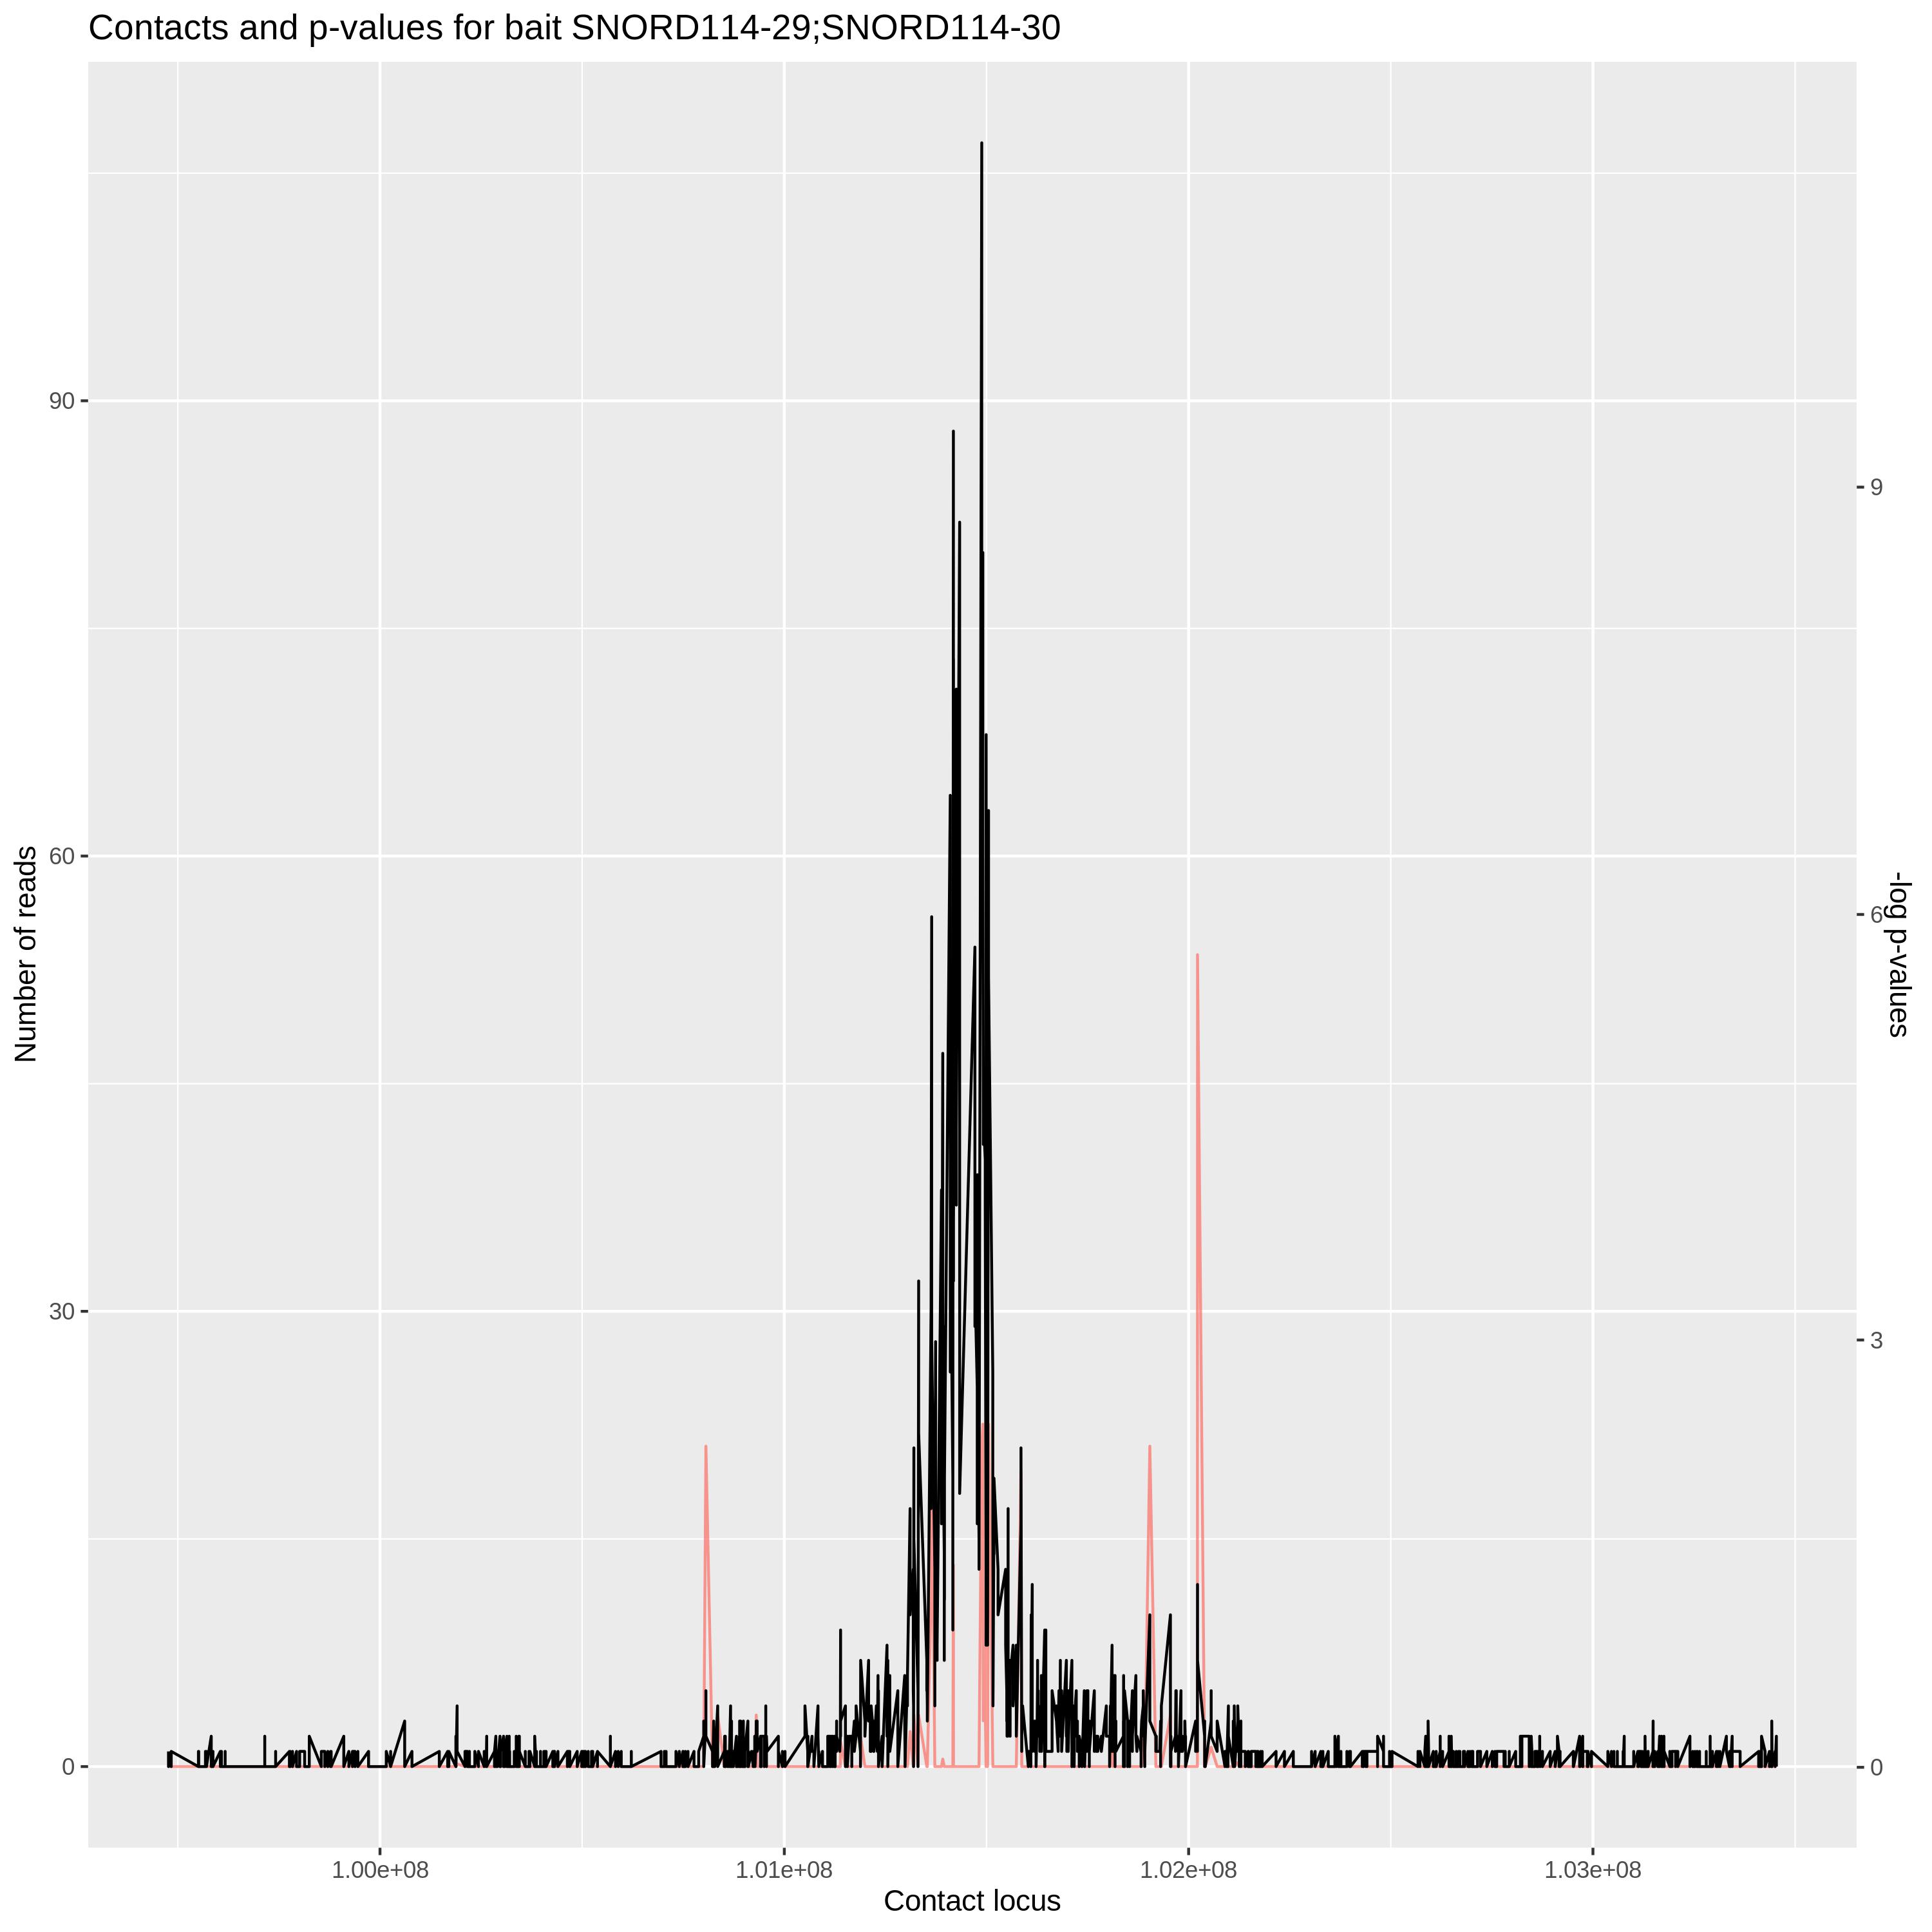 Contacts and p-values for bait SNORD114-29;SNORD114-30
Number of reads
90
60
30
0
9
6
3
0
-log p-values
1.00e+08 1.01e+08 1.02e+08 1.03e+08
Contact locus